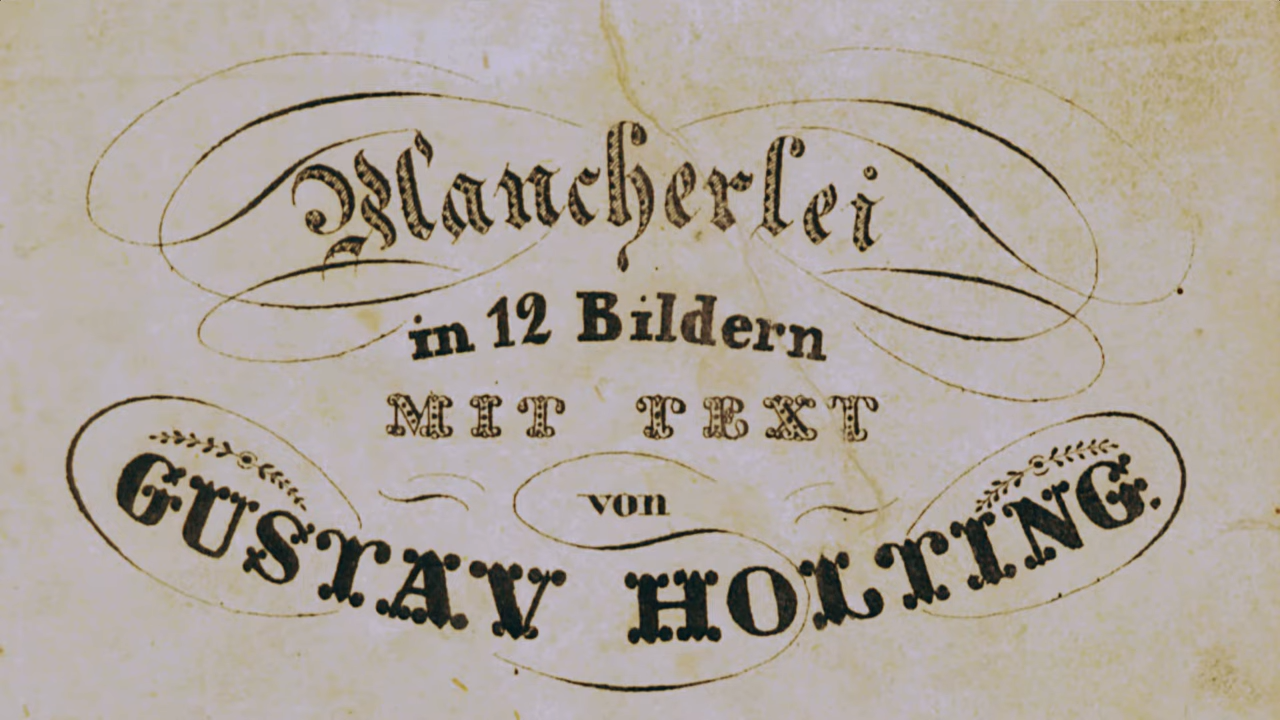 Mancherlei
in 12 Bildern
MIT TEXT
von
GUSTAV HOLTING.